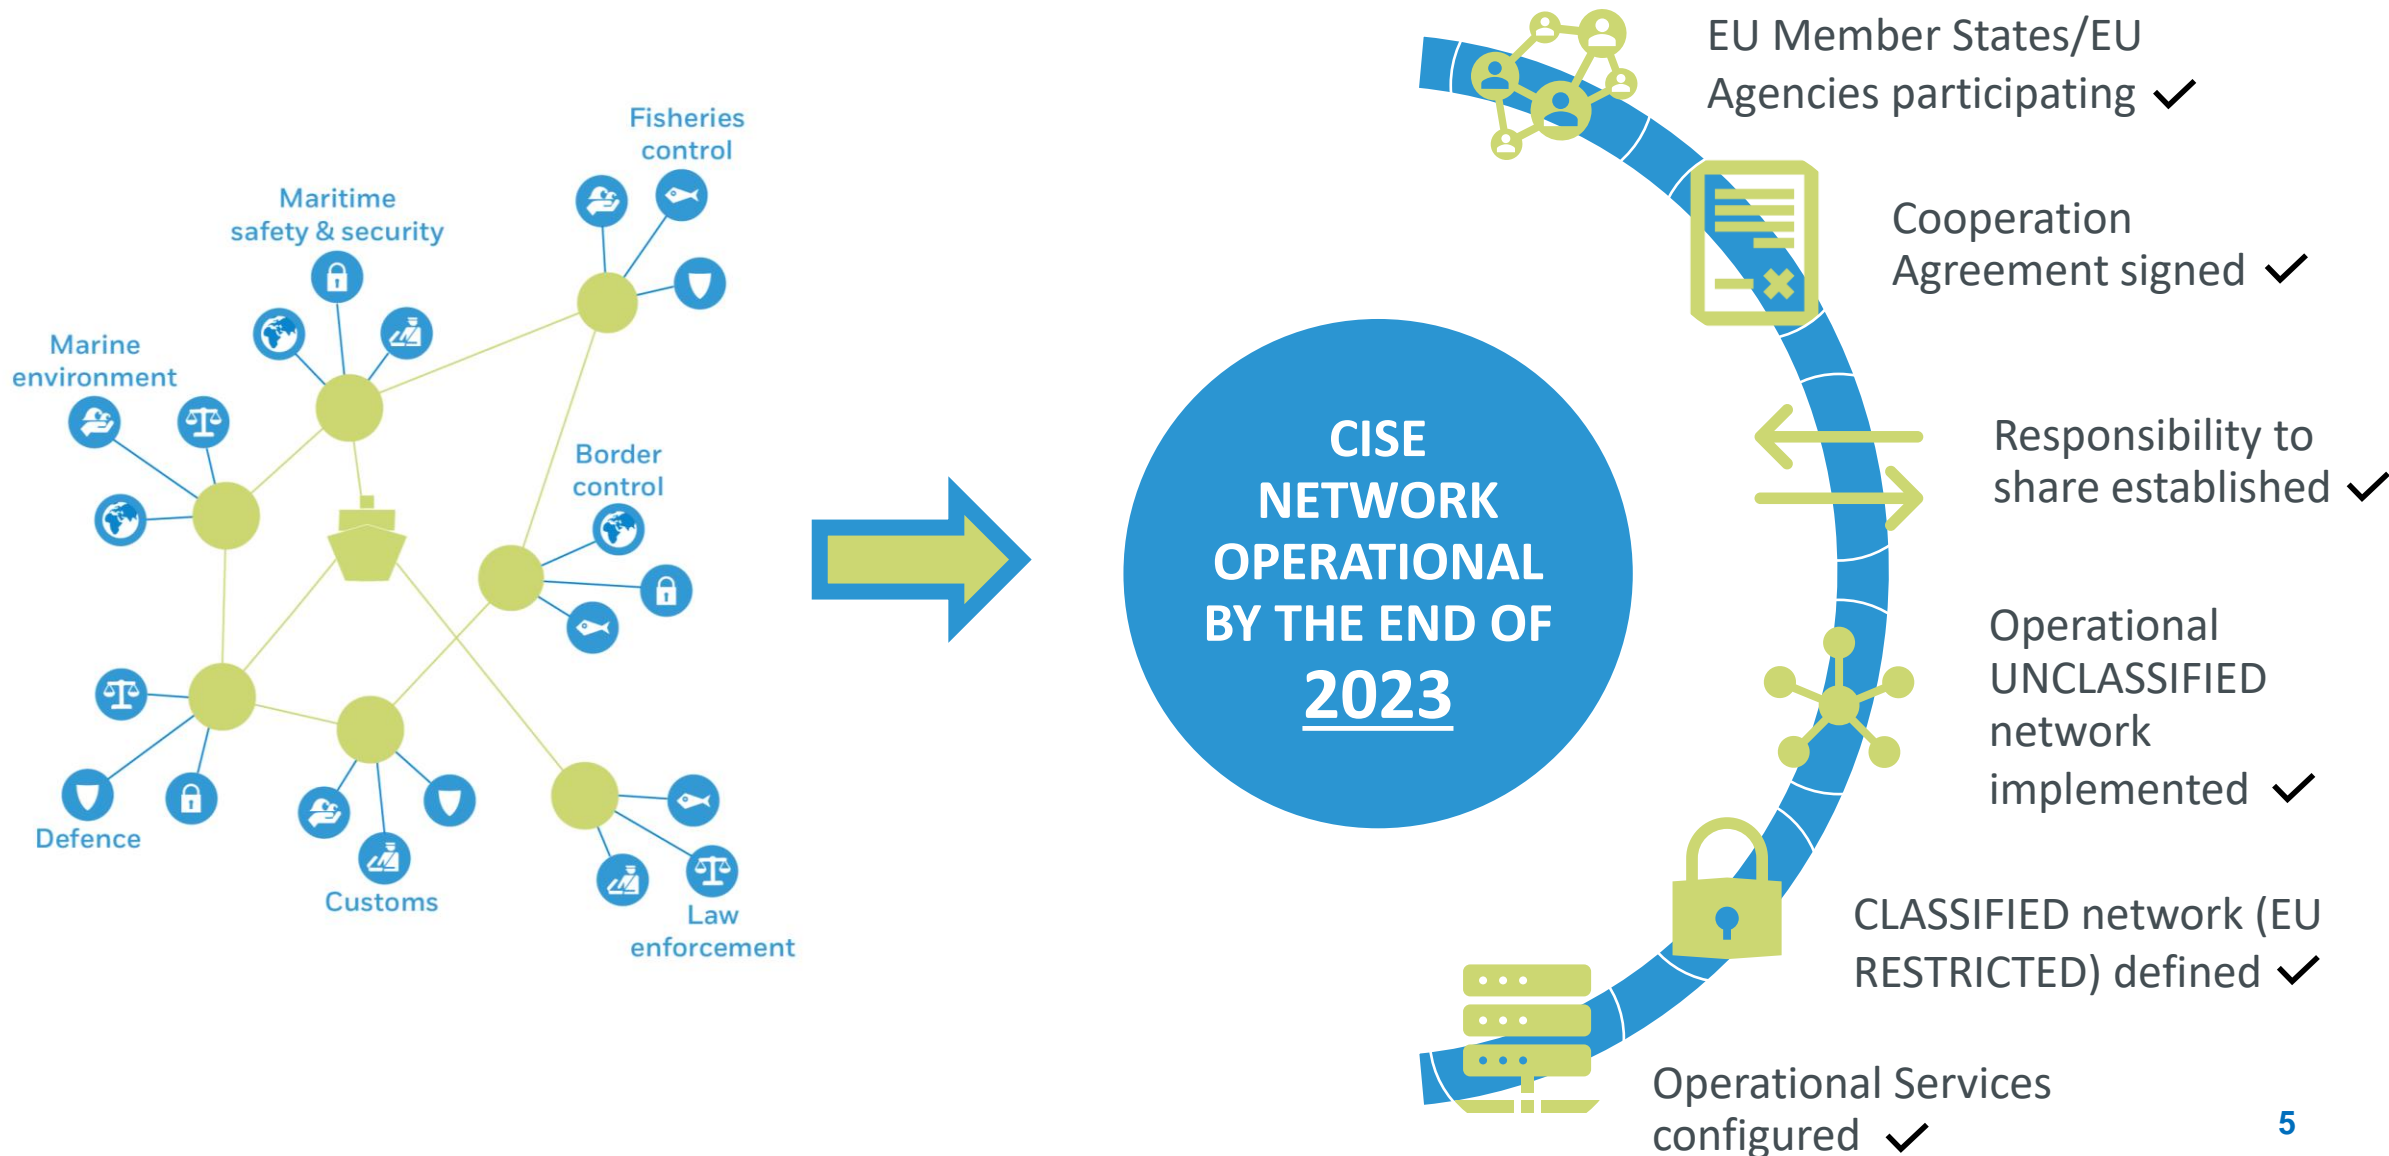 Fisheries
control
Maritime
safety & security
Marine
environment
Border
control
Defence
Customs
Law
enforcement
CISE
NETWORK
OPERATIONAL
BY THE END OF
2023
EU Member States/EU
Agencies participating ✓
Cooperation
Agreement signed ✓
Responsibility to
share established ✓
Operational
UNCLASSIFIED
network
implemented ✓
CLASSIFIED network (EU
RESTRICTED) defined ✓
Operational Services
configured ✓
5